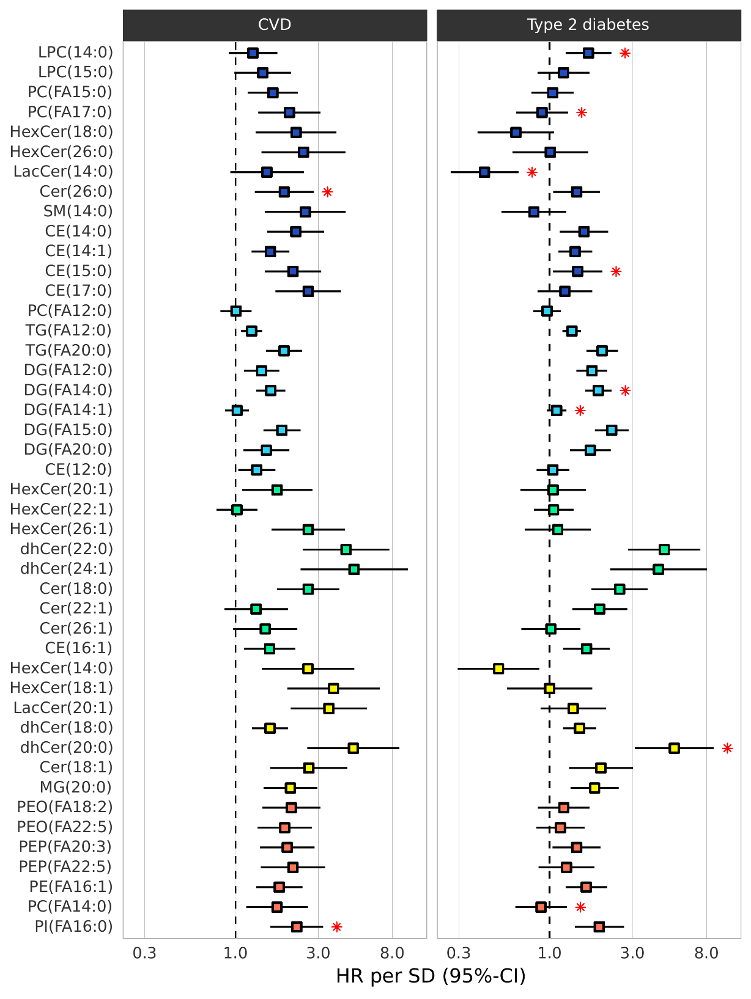 CVD Type 2 diabetes
LPC(14:0)
LPC(15:0)
PC(FA15:0)
PC(FA17:0)
HexCer(18:0)
HexCer(26:0)
LacCer(14:0)
Cer(26:0)
SM(14:0)
CE(14:0)
CE(14:1)
CE(15:0)
CE(17:0)
PC(FA12:0)
TG(FA12:0)
TG(FA20:0)
DG(FA12:0)
DG(FA14:0)
DG(FA14:1)
DG(FA15:0)
DG(FA20:0)
CE(12:0)
HexCer(20:1)
HexCer(22:1)
HexCer(26:1)
dhCer(22:0)
dhCer(24:1)
Cer(18:0)
Cer(22:1)
Cer(26:1)
CE(16:1)
HexCer(14:0)
HexCer(18:1)
LacCer(20:1)
dhCer(18:0)
dhCer(20:0)
Cer(18:1)
MG(20:0)
PEO(FA18:2)
PEO(FA22:5)
PEP(FA20:3)
PEP(FA22:5)
PE(FA16:1)
PC(FA14:0)
PI(FA16:0)
0.3 1.0 3.0 8.0 0.3 1.0 3.0 8.0
HR per SD (95%-CI)